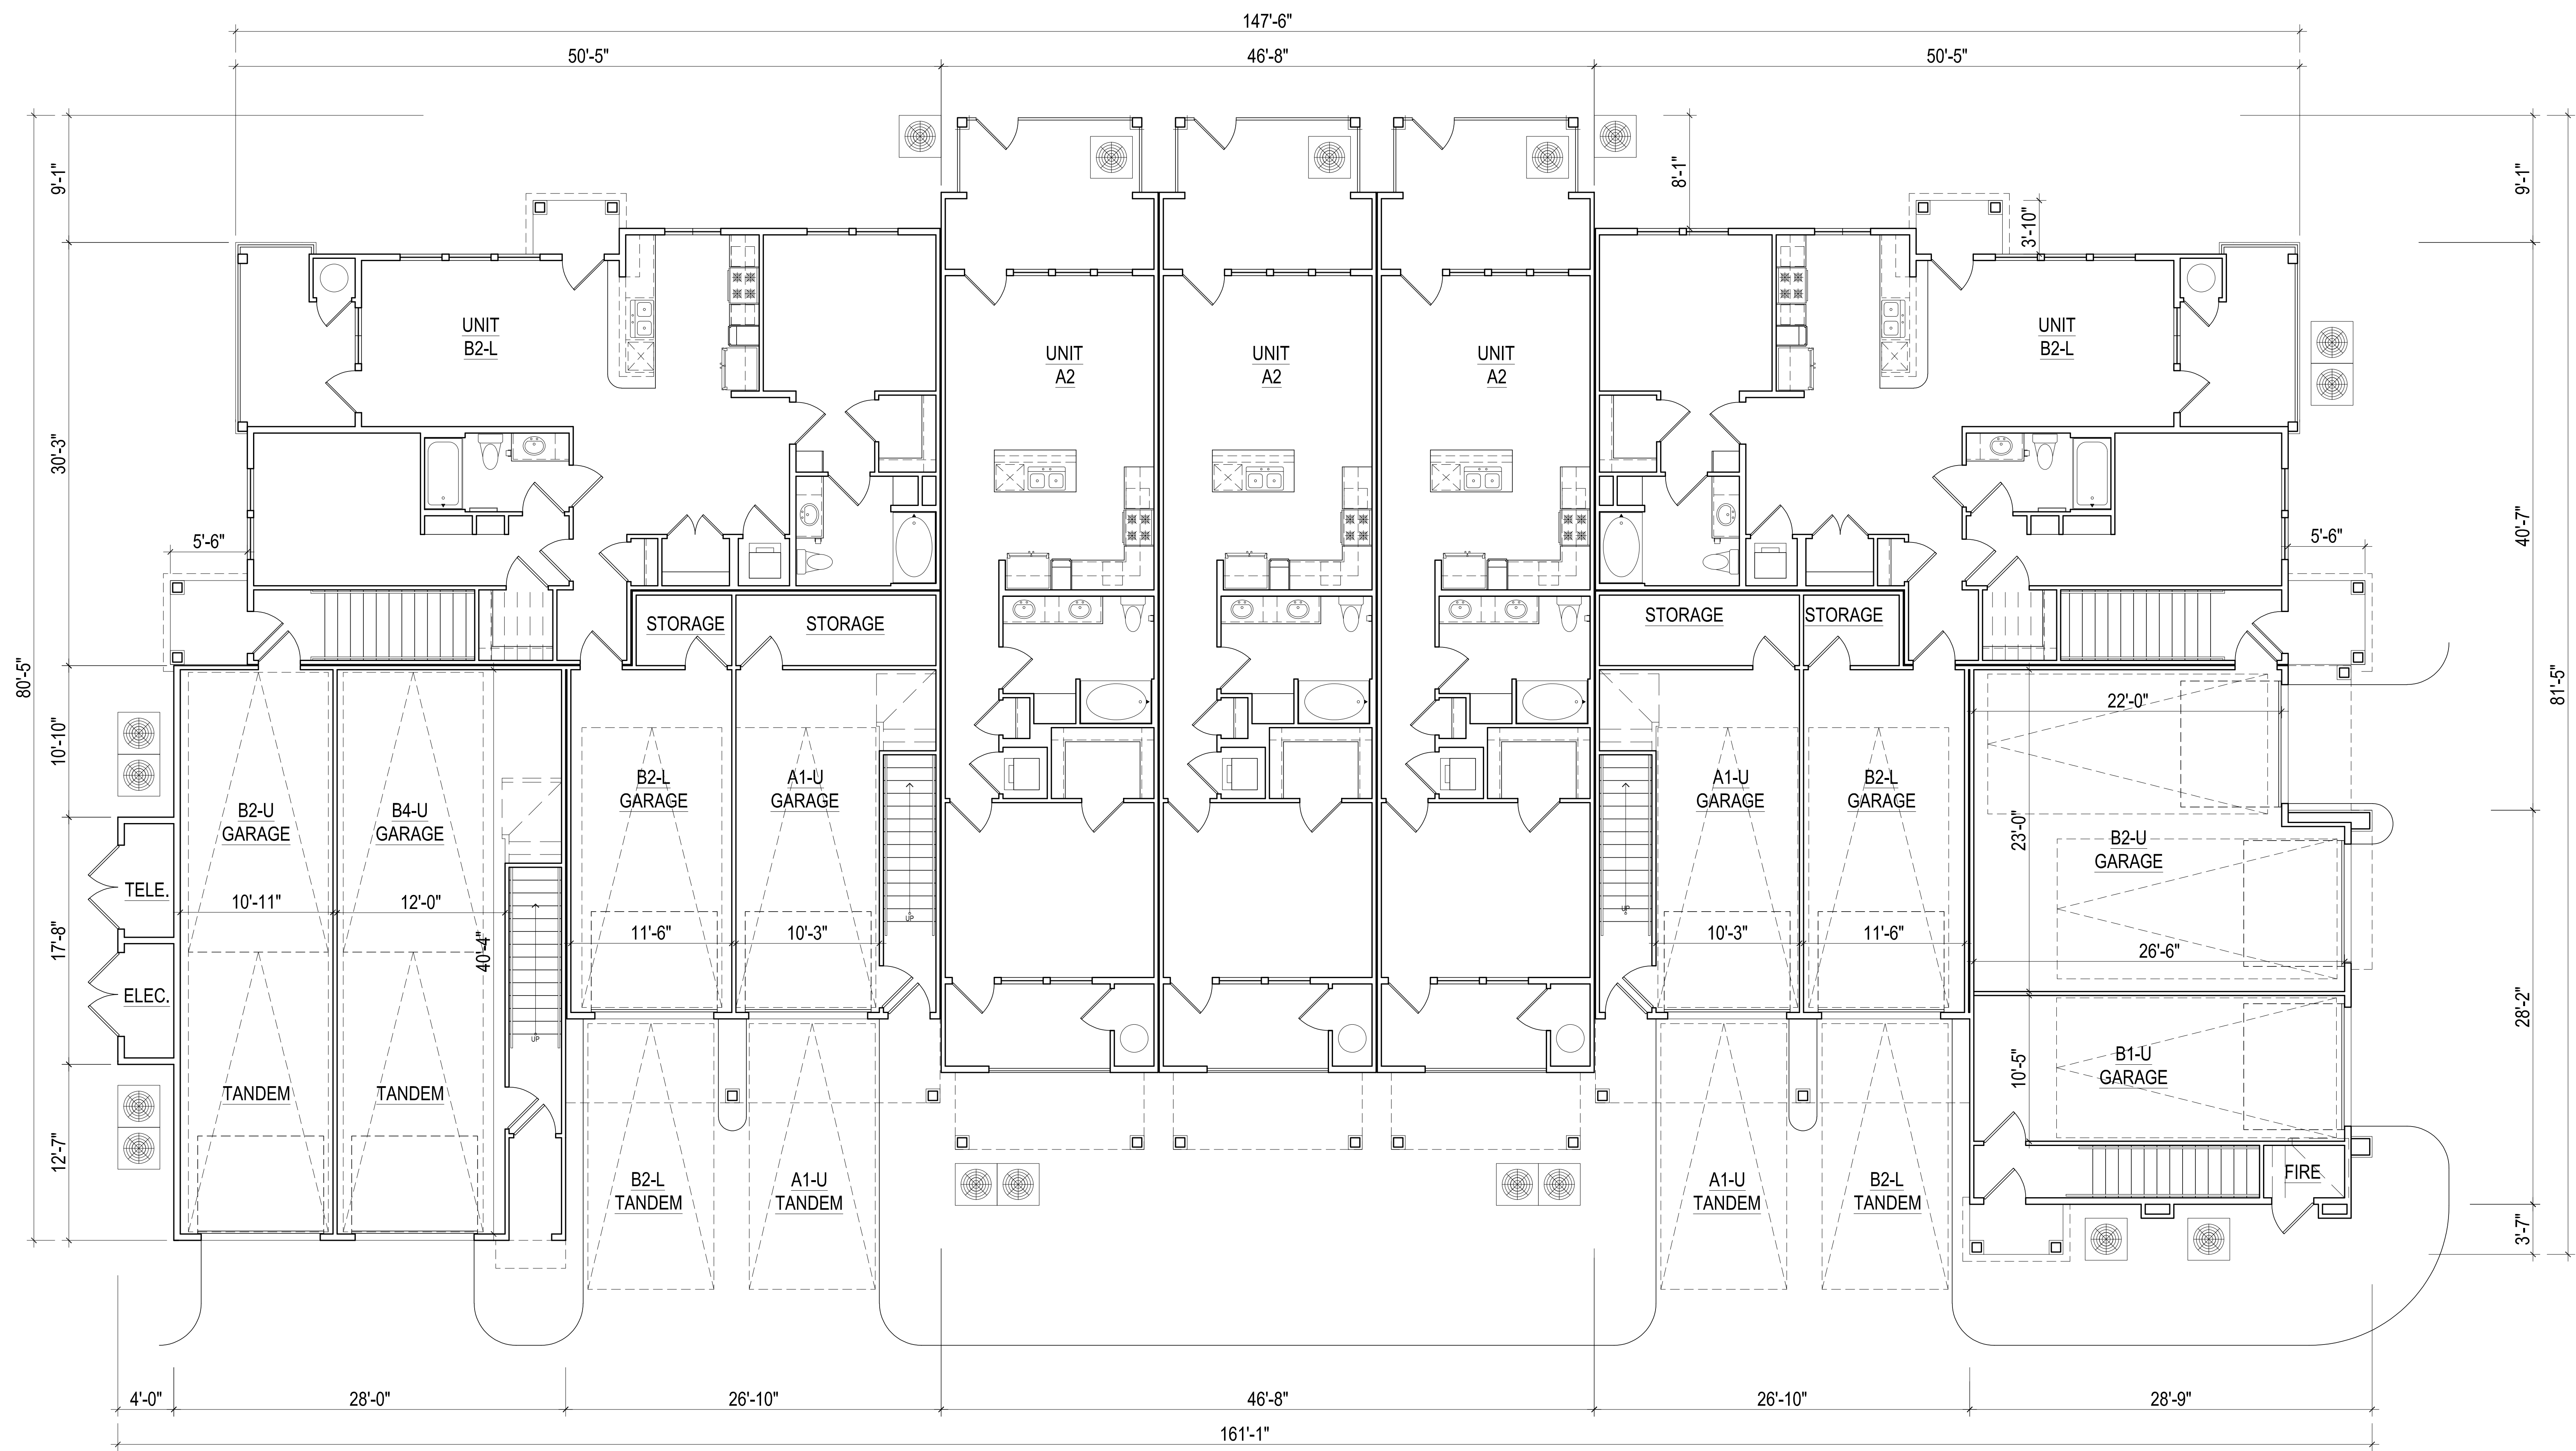 147'-6"
50'-5"
46'-8"
50'-5"
9'-1"
8'-1"
9'-1"
3'-10"
UNIT
B2-L
UNIT
A2
UNIT
A2
UNIT
A2
UNIT
B2-L
30'-3"
40'-7"
5'-6"
5'-6"
STORAGE
STORAGE
STORAGE
STORAGE
80'-5"
81'-5"
10'-10"
22'-0"
B2-U
GARAGE
B4-U
GARAGE
B2-L
GARAGE
A1-U
GARAGE
A1-U
GARAGE
B2-L
GARAGE
23'-0"
B2-U
GARAGE
TELE.
10'-11"
12'-0"
UP
UP
17'-8"
40'-4"
11'-6"
10'-3"
10'-3"
11'-6"
26'-6"
ELEC.
28'-2"
UP
10'-5"
B1-U
GARAGE
TANDEM
TANDEM
12'-7"
B2-L
TANDEM
A1-U
TANDEM
A1-U
TANDEM
B2-L
TANDEM
FIRE
3'-7"
4'-0"
28'-0"
26'-10"
46'-8"
26'-10"
28'-9"
161'-1"